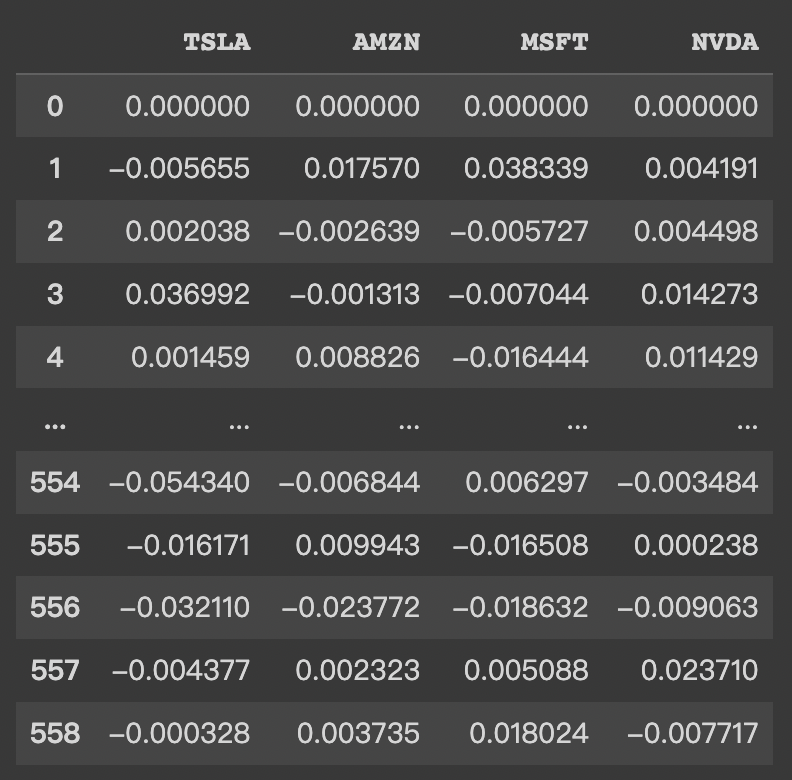 TSLA AMZN MSFT NVDA
0 0.000000 0.000000 0.000000 0.000000
1 −0.005655 0.017570 0.038339 0.004191
2 0.002038 −0.002639 −0.005727 0.004498
3 0.036992 −0.001313 −0.007044 0.014273
4 0.001459 0.008826 −0.016444 0.011429
... ... ... ... ...
554 −0.054340 −0.006844 0.006297 −0.003484
555 −0.016171 0.009943 −0.016508 0.000238
556 −0.032110 −0.023772 −0.018632 −0.009063
557 −0.004377 0.002323 0.005088 0.023710
558 −0.000328 0.003735 0.018024 −0.007717